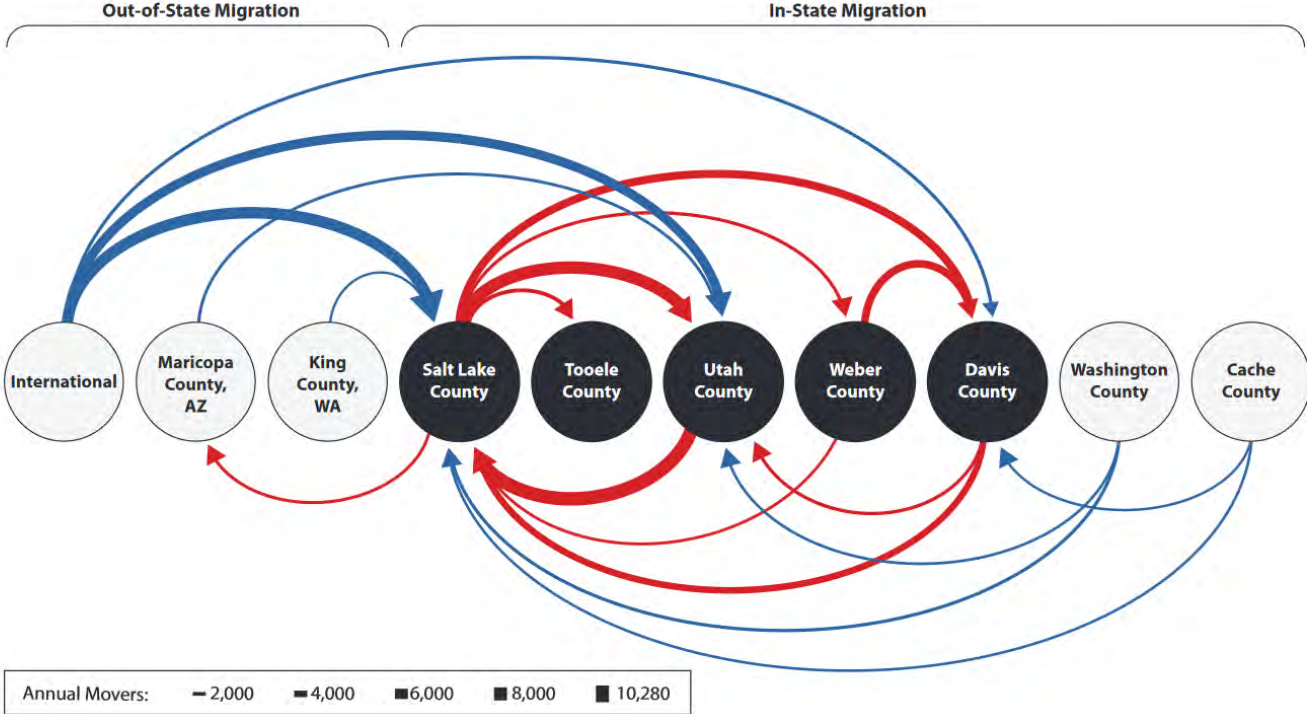 Out-of-State Migration
In-State Migration
International
Maricopa
County,
AZ
King
County,
WA
Salt Lake
County
Tooele
County
Utah
County
Weber
County
Davis
County
Washington
County
Cache
County
Annual Movers: 2,000 4,000 6,000 8,000 10,280